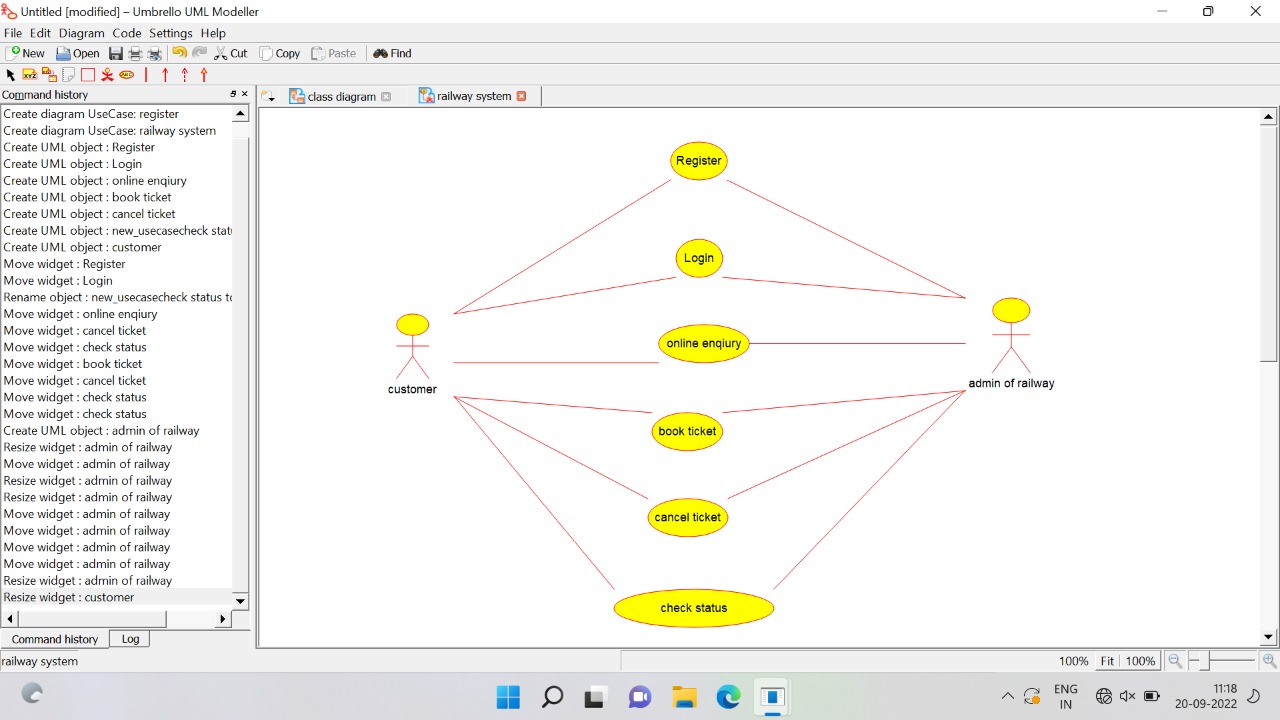 Untitled [modified] – Umbrello UML Modeller
File Edit Diagram Code Settings Help
New Open Cut Copy Paste Find
Command history
class diagram
railway system
Create diagram UseCase: register
Create diagram UseCase: railway system
Create UML object : Register
Create UML object : Login
Create UML object : online enqiury
Create UML object : book ticket
Create UML object : cancel ticket
Create UML object : new_usecasecheck stat
Create UML object : customer
Move widget : Register
Move widget : Login
Rename object : new_usecasecheck status to
Move widget : online enqiury
Move widget : cancel ticket
Move widget : check status
Move widget : book ticket
Move widget : cancel ticket
Move widget : check status
Move widget : check status
Create UML object : admin of railway
Resize widget : admin of railway
Move widget : admin of railway
Resize widget : admin of railway
Resize widget : admin of railway
Move widget : admin of railway
Move widget : admin of railway
Move widget : admin of railway
Move widget : admin of railway
Resize widget : admin of railway
Resize widget : customer
Command history Log
Register
Login
online enqiury
customer
admin of railway
book ticket
cancel ticket
check status
railway system
100% Fit 100%
ENG
IN
11:18
20-09-2022